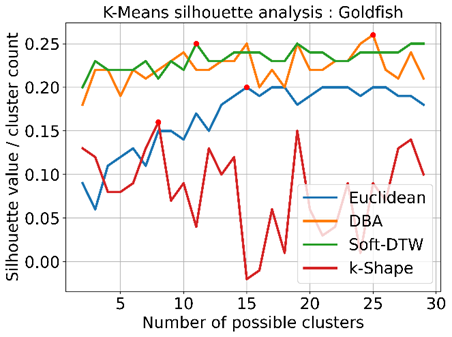 K-Means silhouette analysis : Goldfish
Silhouette value / cluster count
0.25
0.20
0.15
0.10
0.05
0.00
Euclidean
DBA
Soft-DTW
k-Shape
5
10
15
20
25
30
Number of possible clusters